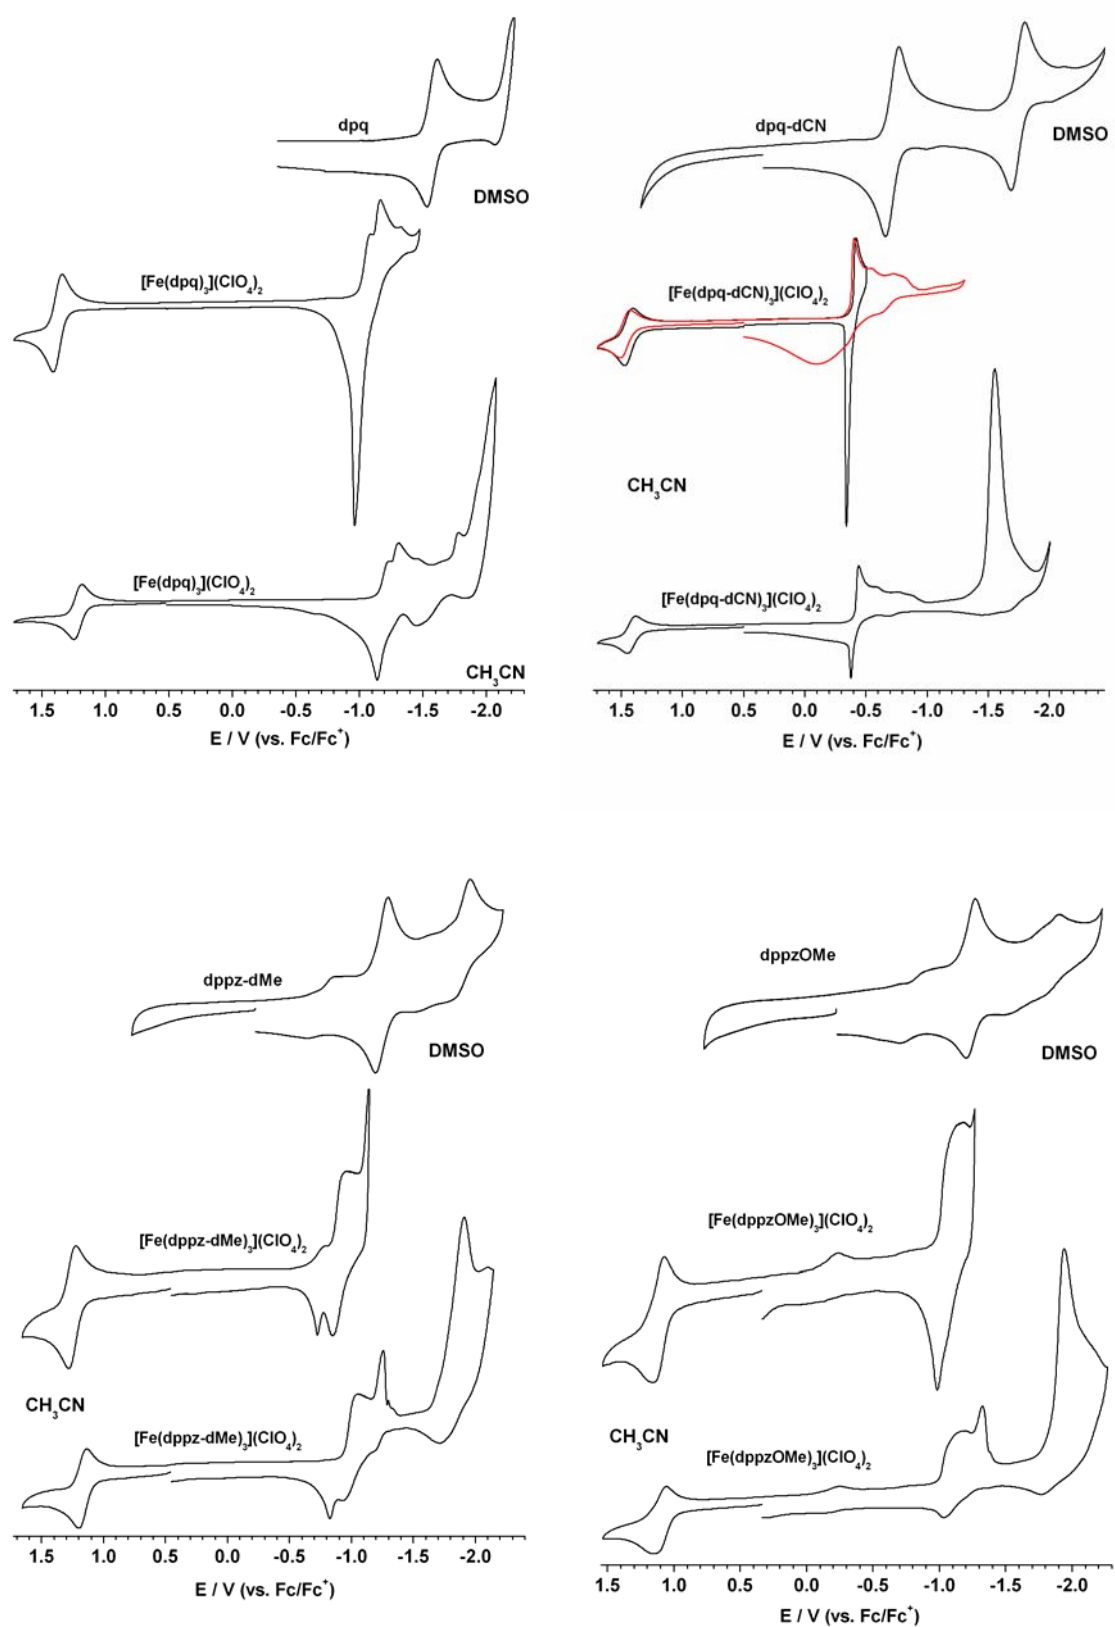 dpq
DMSO
[Fe(dpq)₃](ClO₄)₂
[Fe(dpq)₃](ClO₄)₂
CH₃CN
1.5 1.0 0.5 0.0 -0.5 -1.0 -1.5 -2.0
E / V (vs. Fc/Fc⁺)
dpq-dCN
DMSO
[Fe(dpq-dCN)₃](ClO₄)₂
CH₃CN
[Fe(dpq-dCN)₃](ClO₄)₂
1.5 1.0 0.5 0.0 -0.5 -1.0 -1.5 -2.0
E / V (vs. Fc/Fc⁺)
dppz-dMe
DMSO
[Fe(dppz-dMe)₃](ClO₄)₂
CH₃CN
[Fe(dppz-dMe)₃](ClO₄)₂
1.5 1.0 0.5 0.0 -0.5 -1.0 -1.5 -2.0
E / V (vs. Fc/Fc⁺)
dppzOMe
DMSO
[Fe(dppzOMe)₃](ClO₄)₂
CH₃CN
[Fe(dppzOMe)₃](ClO₄)₂
1.5 1.0 0.5 0.0 -0.5 -1.0 -1.5 -2.0
E / V (vs. Fc/Fc⁺)